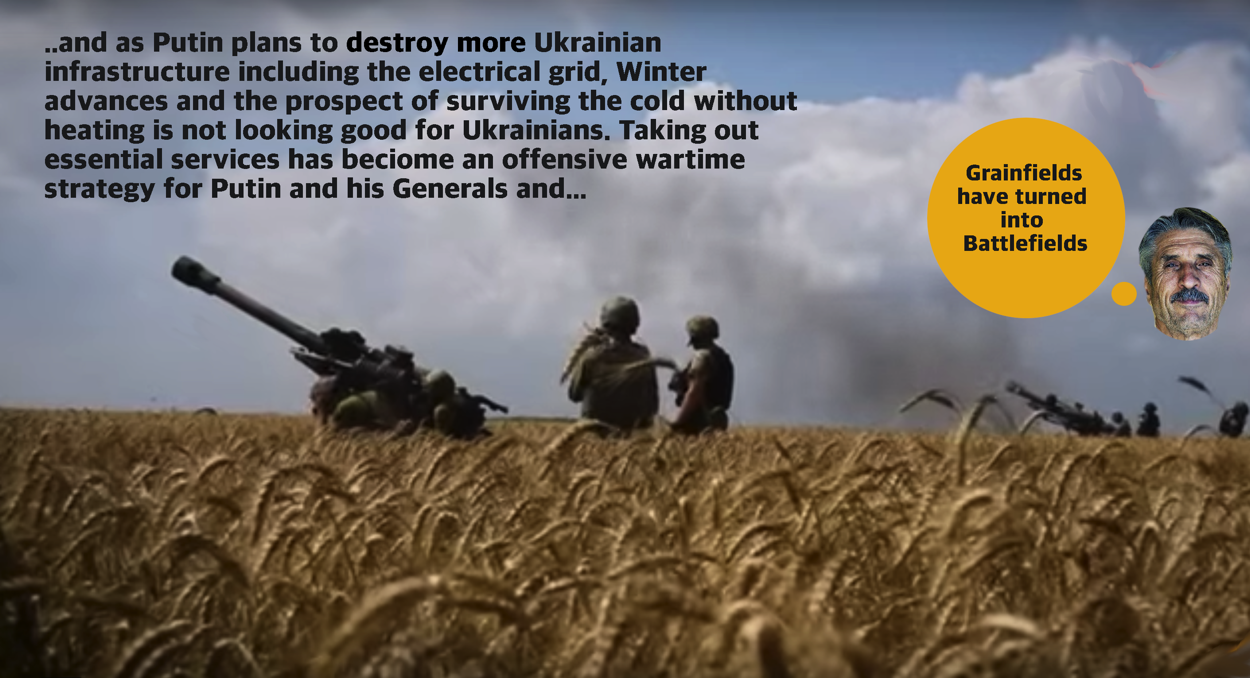 ..and as Putin plans to destroy more Ukrainian
infrastructure including the electrical grid, Winter
advances and the prospect of surviving the cold without
heating is not looking good for Ukrainians. Taking out
essential services has beciome an offensive wartime
strategy for Putin and his Generals and...
Grainfields
have turned
into
Battlefields